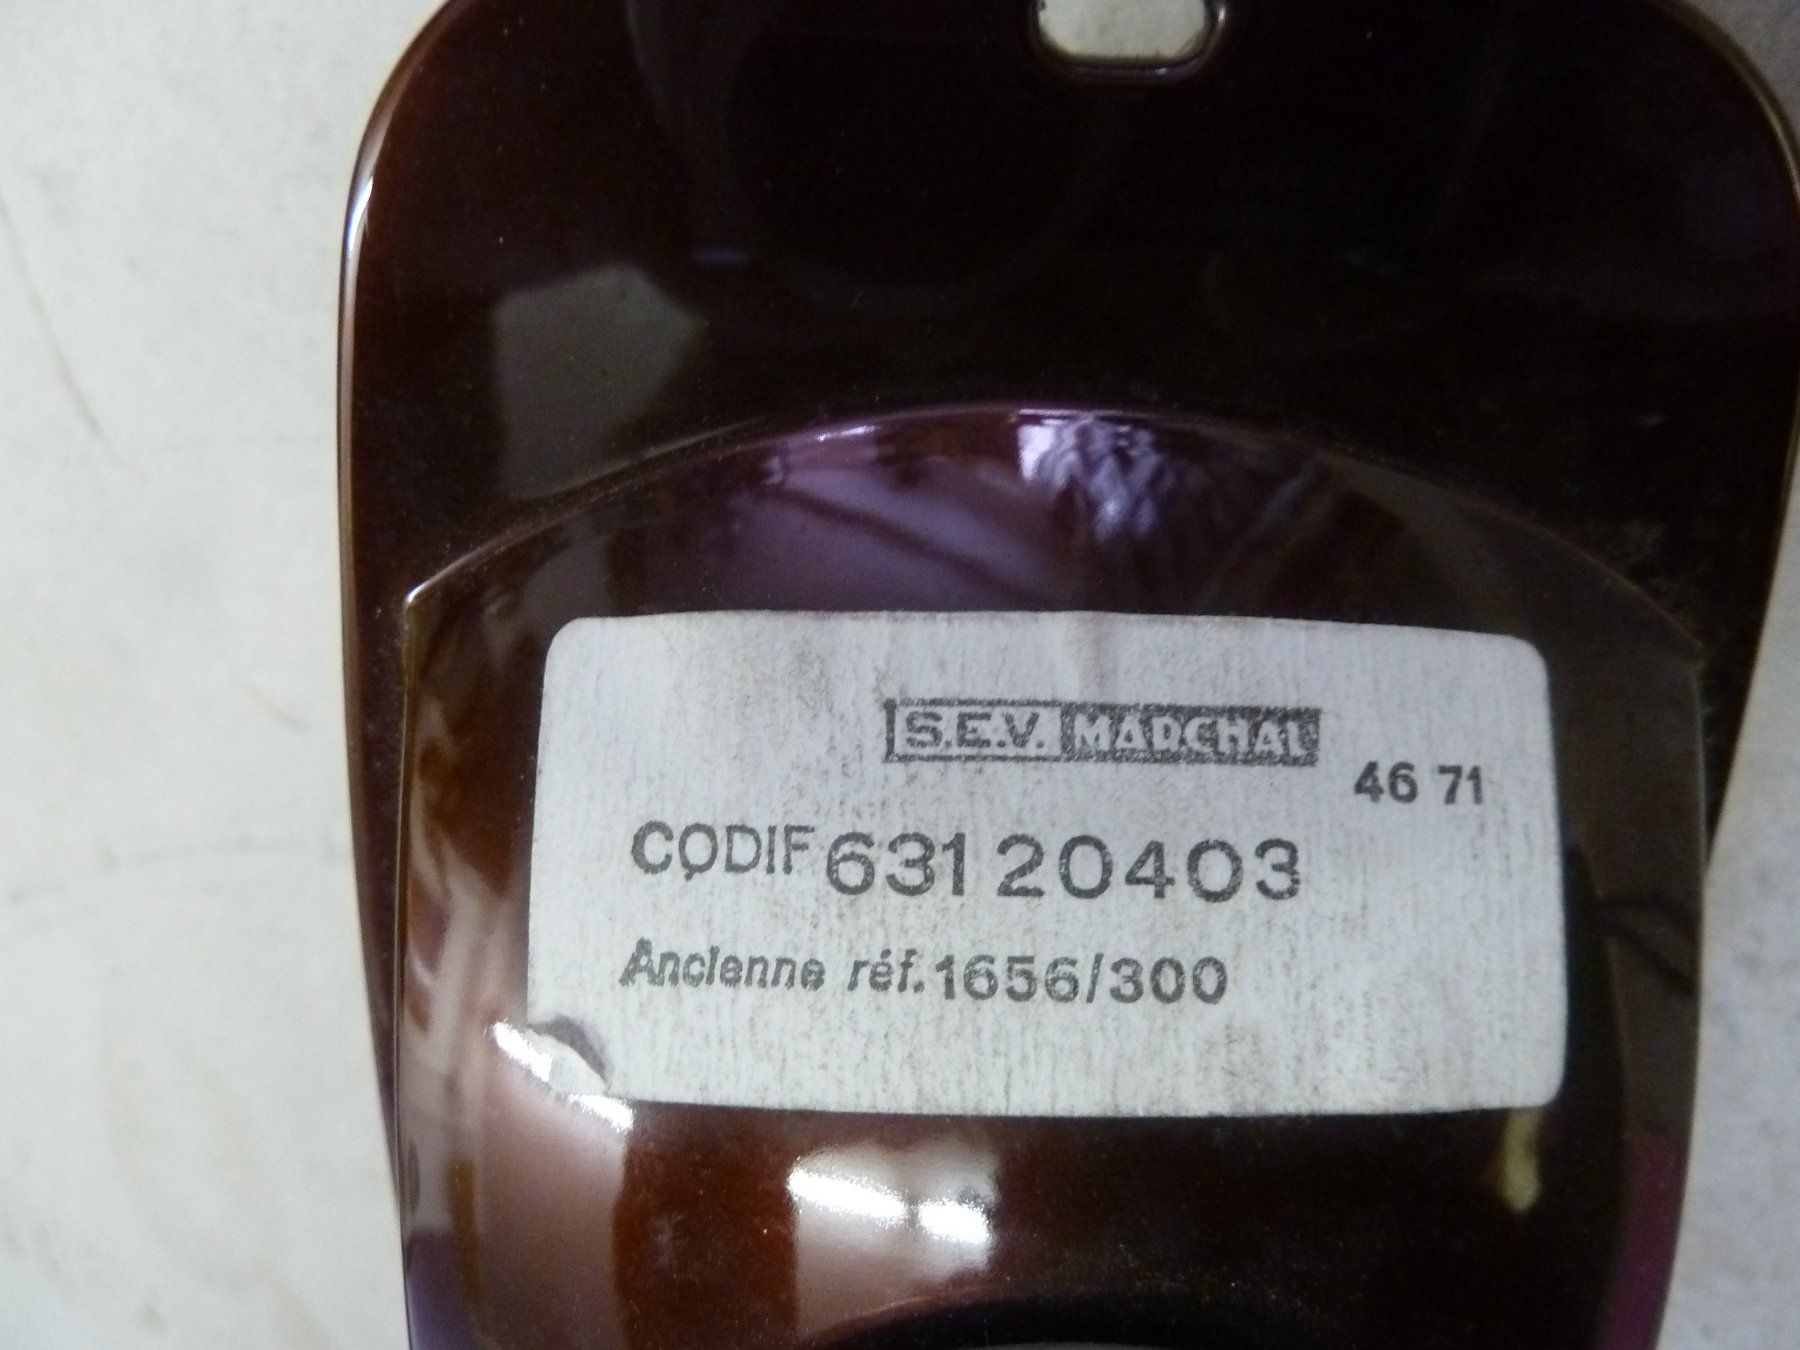 S.E.V. MARCHAL
46 71
CODIF 63120403
Ancienne réf. 1656/300